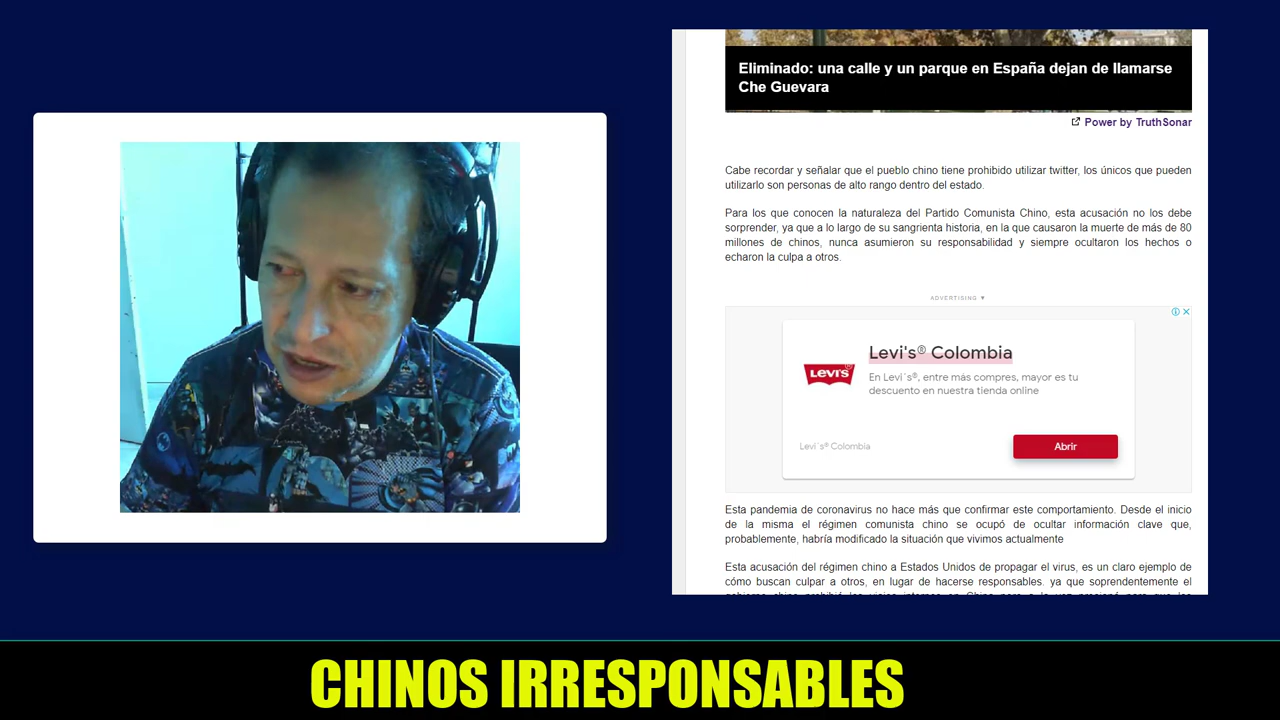 Eliminado: una calle y un parque en España dejan de llamarse
Che Guevara
Power by TruthSonar
Cabe recordar y señalar que el pueblo chino tiene prohibido utilizar twitter, los únicos que pueden
utilizarlo son personas de alto rango dentro del estado.
Para los que conocen la naturaleza del Partido Comunista Chino, esta acusación no los debe
sorprender, ya que a lo largo de su sangrienta historia, en la que causaron la muerte de más de 80
millones de chinos, nunca asumieron su responsabilidad y siempre ocultaron los hechos o
echaron la culpa a otros.
ADVERTISING ▼
Levi's® Colombia
LEVI'S®
En Levi´s®, entre más compres, mayor es tu
descuento en nuestra tienda online
Levi´s® Colombia
Abrir
Esta pandemia de coronavirus no hace más que confirmar este comportamiento. Desde el inicio
de la misma el régimen comunista chino se ocupó de ocultar información clave que,
probablemente, habría modificado la situación que vivimos actualmente
Esta acusación del régimen chino a Estados Unidos de propagar el virus, es un claro ejemplo de
cómo buscan culpar a otros, en lugar de hacerse responsables. ya que soprendentemente el
CHINOS IRRESPONSABLES